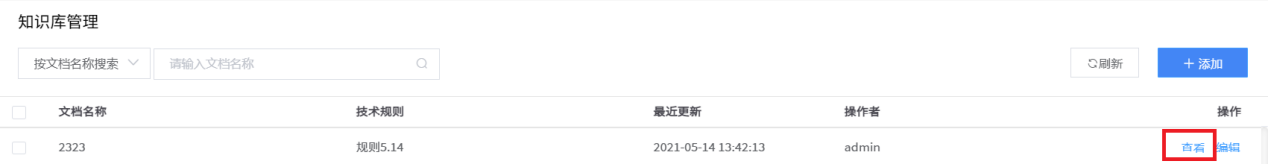 知识库管理
按文档名称搜索 请输入文档名称 刷新 + 添加
文档名称 技术规则 最近更新 操作者 操作
2323 规则5.14 2021-05-14 13:42:13 admin 查看 编辑